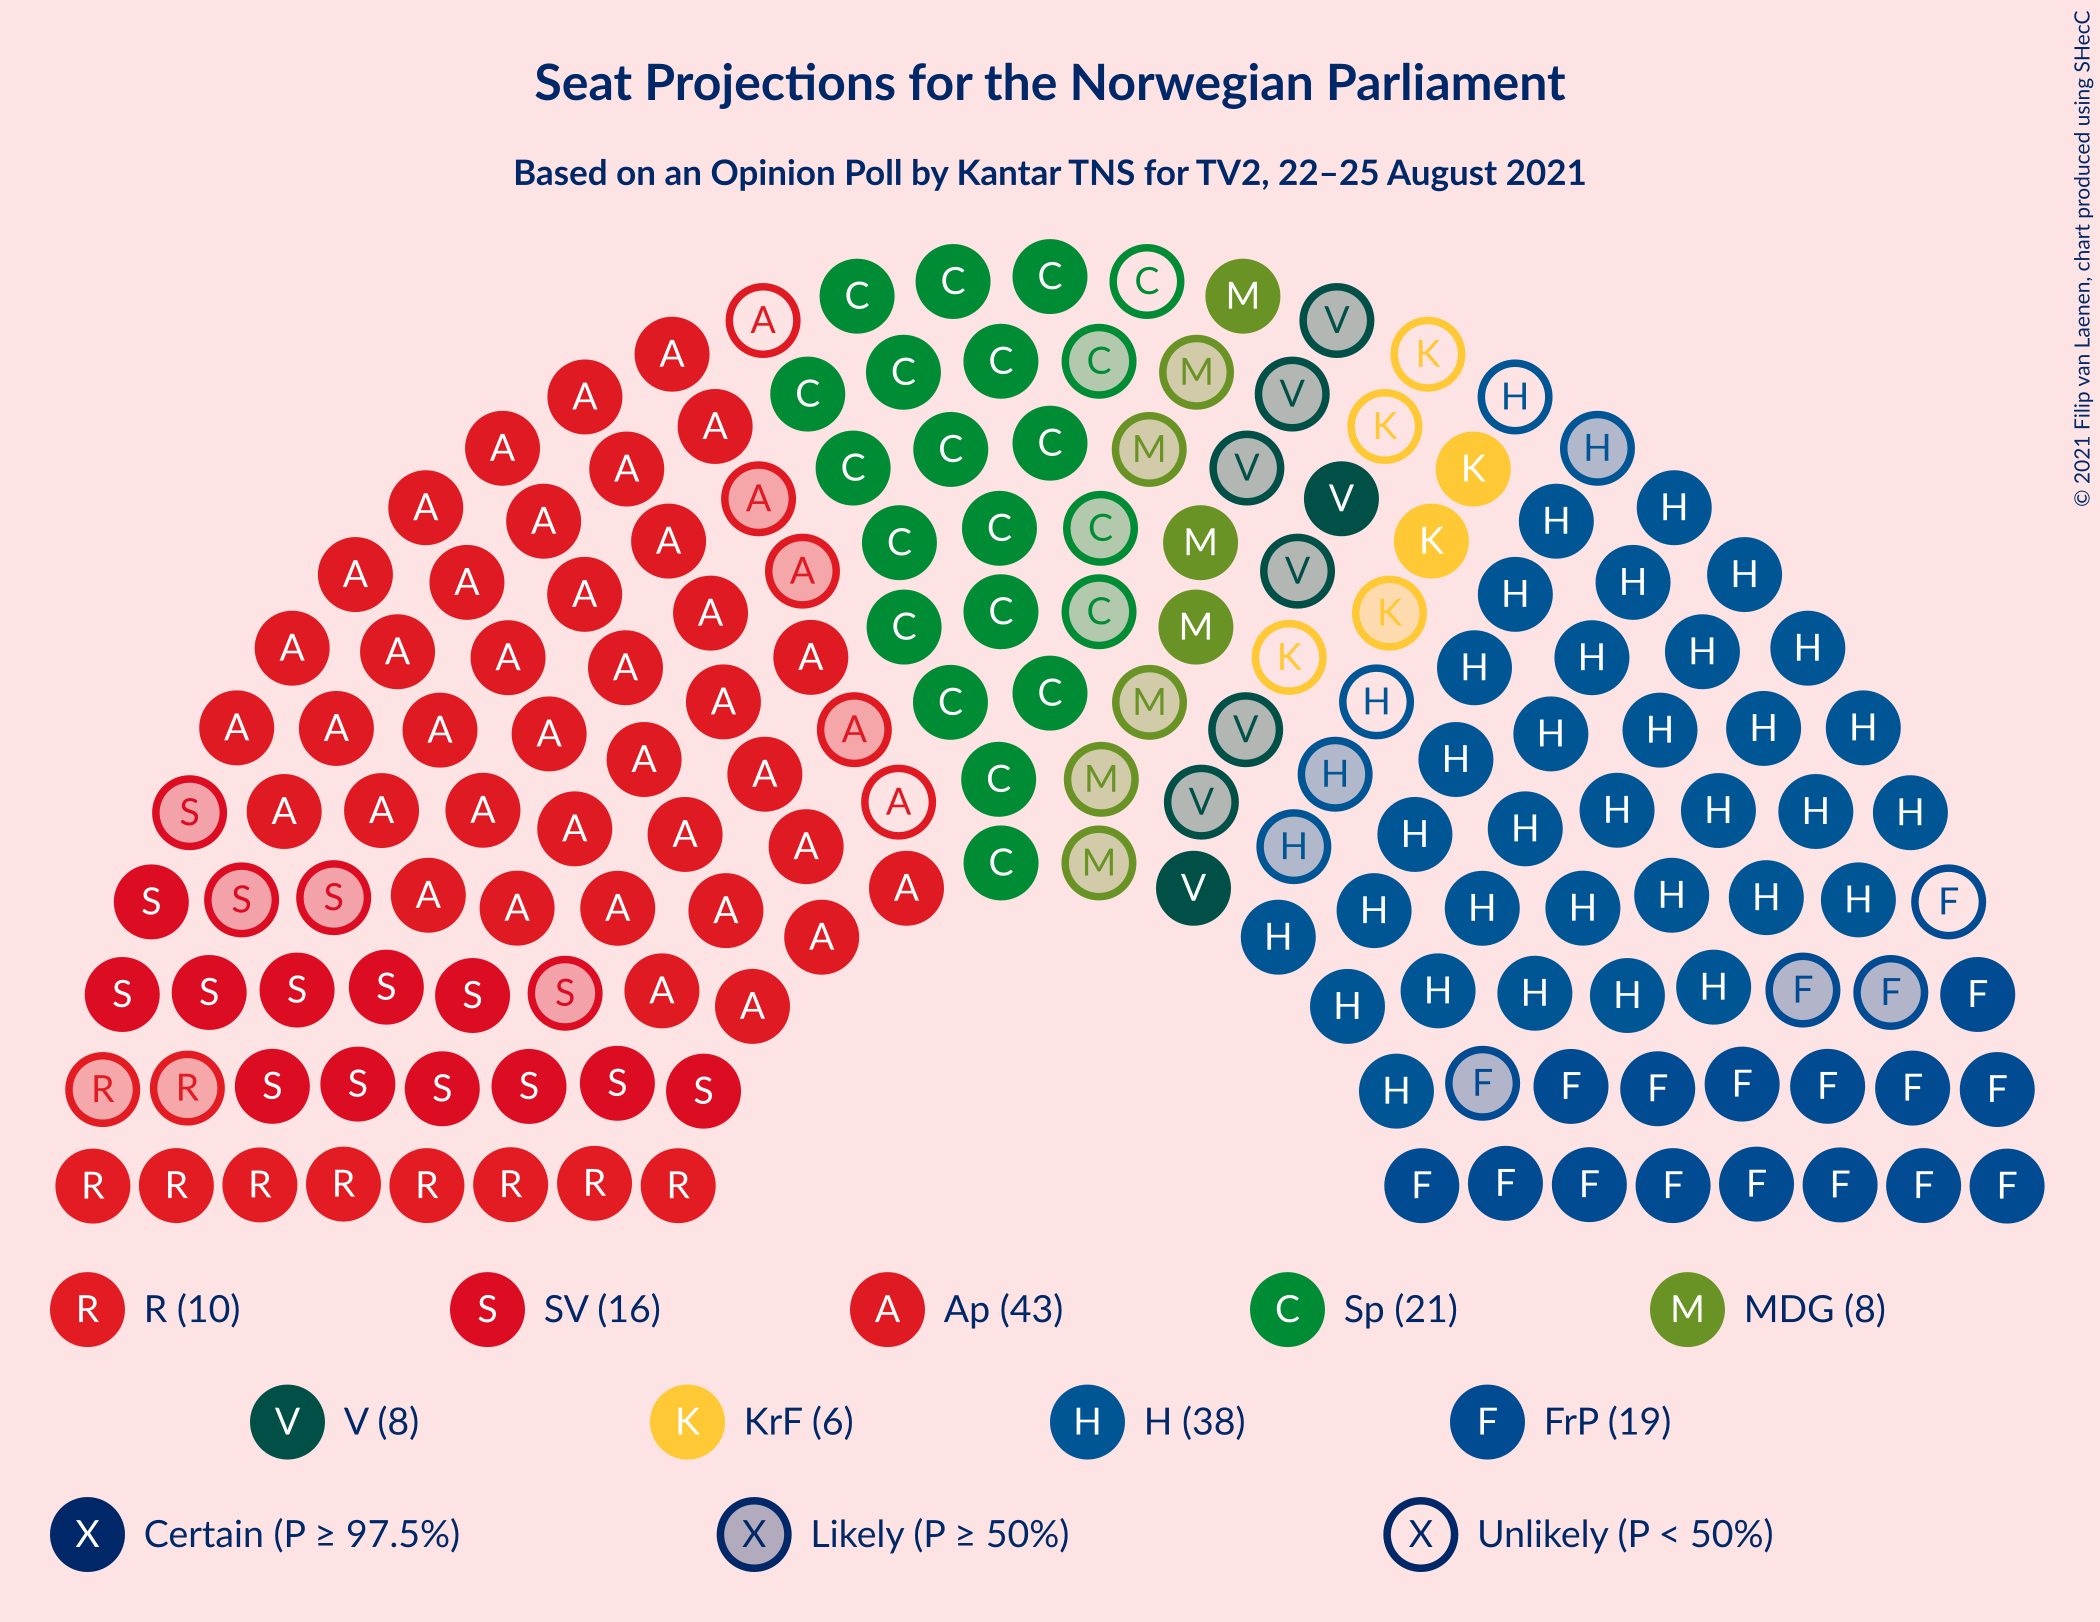 Seat Projections for the Norwegian Parliament
Based on an Opinion Poll by Kantar TNS for TV2, 22–25 August 2021
© 2021 Filip van Laenen, chart produced using SHecC
C C C C M
A V
A C C C C M K
A A C V K H
A A C C C M V K H
A A A V H H
A A A C C C M V K H H
A A A A C C C M K K H H H H
A A A A A V K H H H H
A A A A A C C M V H H H H H H
A A C M V H H
S A A A A A A A C M V H H H H H H H H
S S S A A A A A A H H H H H H H F
S S S S S S A A H H H H H F F F
R R S S S S S S H F F F F F F F
R R R R R R R R F F F F F F F F
R R (10) S SV (16) A Ap (43) C Sp (21) M MDG (8)
V V (8) K KrF (6) H H (38) F FrP (19)
X Certain (P ≥ 97.5%) X Likely (P ≥ 50%) X Unlikely (P < 50%)